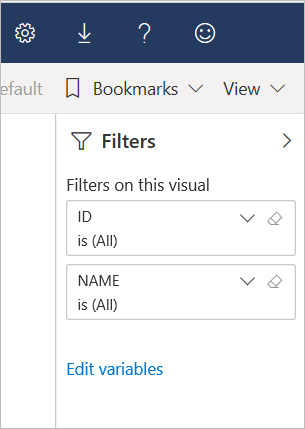 efault Bookmarks View
Filters
Filters on this visual
ID
is (All)
NAME
is (All)
Edit variables